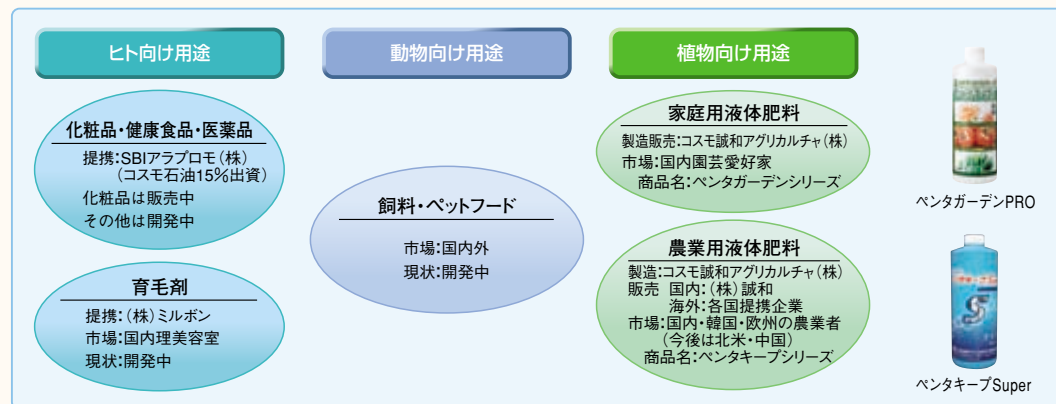 ヒト向け用途
化粧品・健康食品・医薬品
提携:SBIアラプロモ(株)
(コスモ石油15%出資)
化粧品は販売中
その他は開発中
育毛剤
提携:(株)ミルボン
市場:国内理美容室
現状:開発中
動物向け用途
飼料・ペットフード
市場:国内外
現状:開発中
植物向け用途
家庭用液体肥料
製造販売:コスモ誠和アグリカルチャ(株)
市場:国内園芸愛好家
商品名:ペンタガーデンシリーズ
農業用液体肥料
製造:コスモ誠和アグリカルチャ(株)
販売 国内:(株)誠和
海外:各国提携企業
市場:国内・韓国・欧州の農業者
(今後は北米・中国)
商品名:ペンタキープシリーズ
ペンタガーデンPRO
ペンタキープSuper